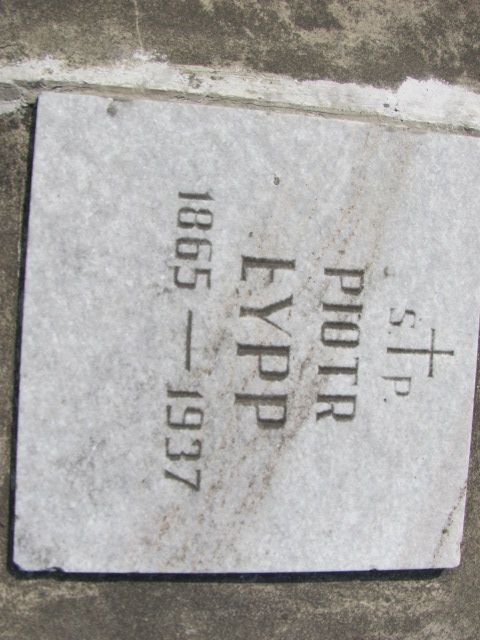 Ś. P.
PIOTR
ŁYPP
1865 — 1937